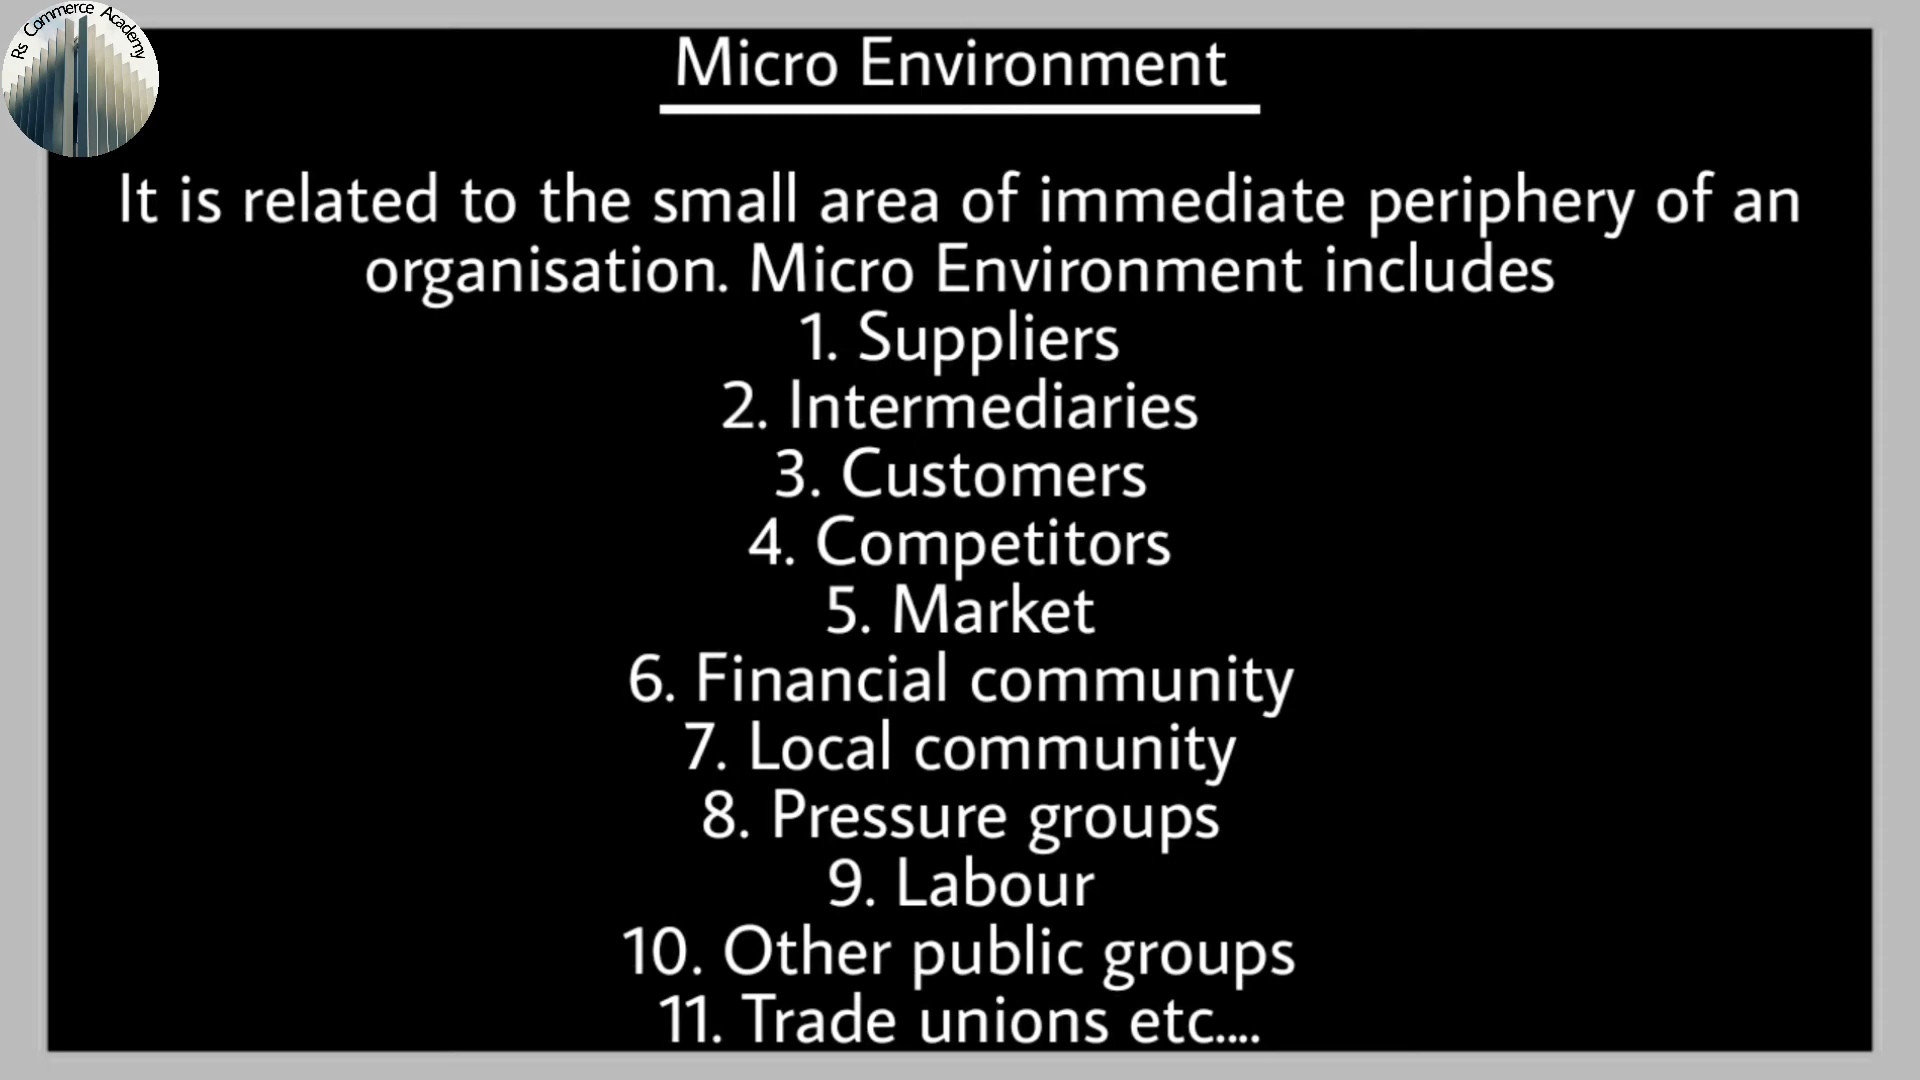 Rs Commerce Academy
Micro Environment
It is related to the small area of immediate periphery of an
organisation. Micro Environment includes
1. Suppliers
2. Intermediaries
3. Customers
4. Competitors
5. Market
6. Financial community
7. Local community
8. Pressure groups
9. Labour
10. Other public groups
11. Trade unions etc....